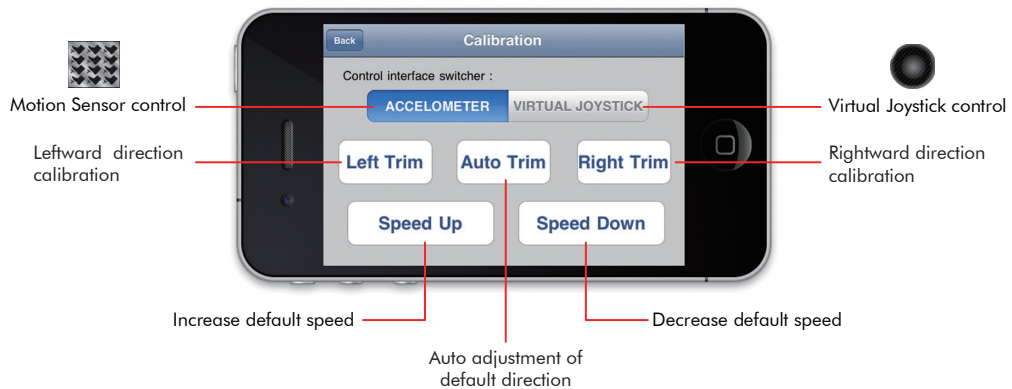 Back
Calibration
Control interface switcher :
Motion Sensor control
ACCELOMETER
VIRTUAL JOYSTICK
Virtual Joystick control
Leftward direction
calibration
Left Trim
Auto Trim
Right Trim
Rightward direction
calibration
Speed Up
Speed Down
Increase default speed
Decrease default speed
Auto adjustment of
default direction